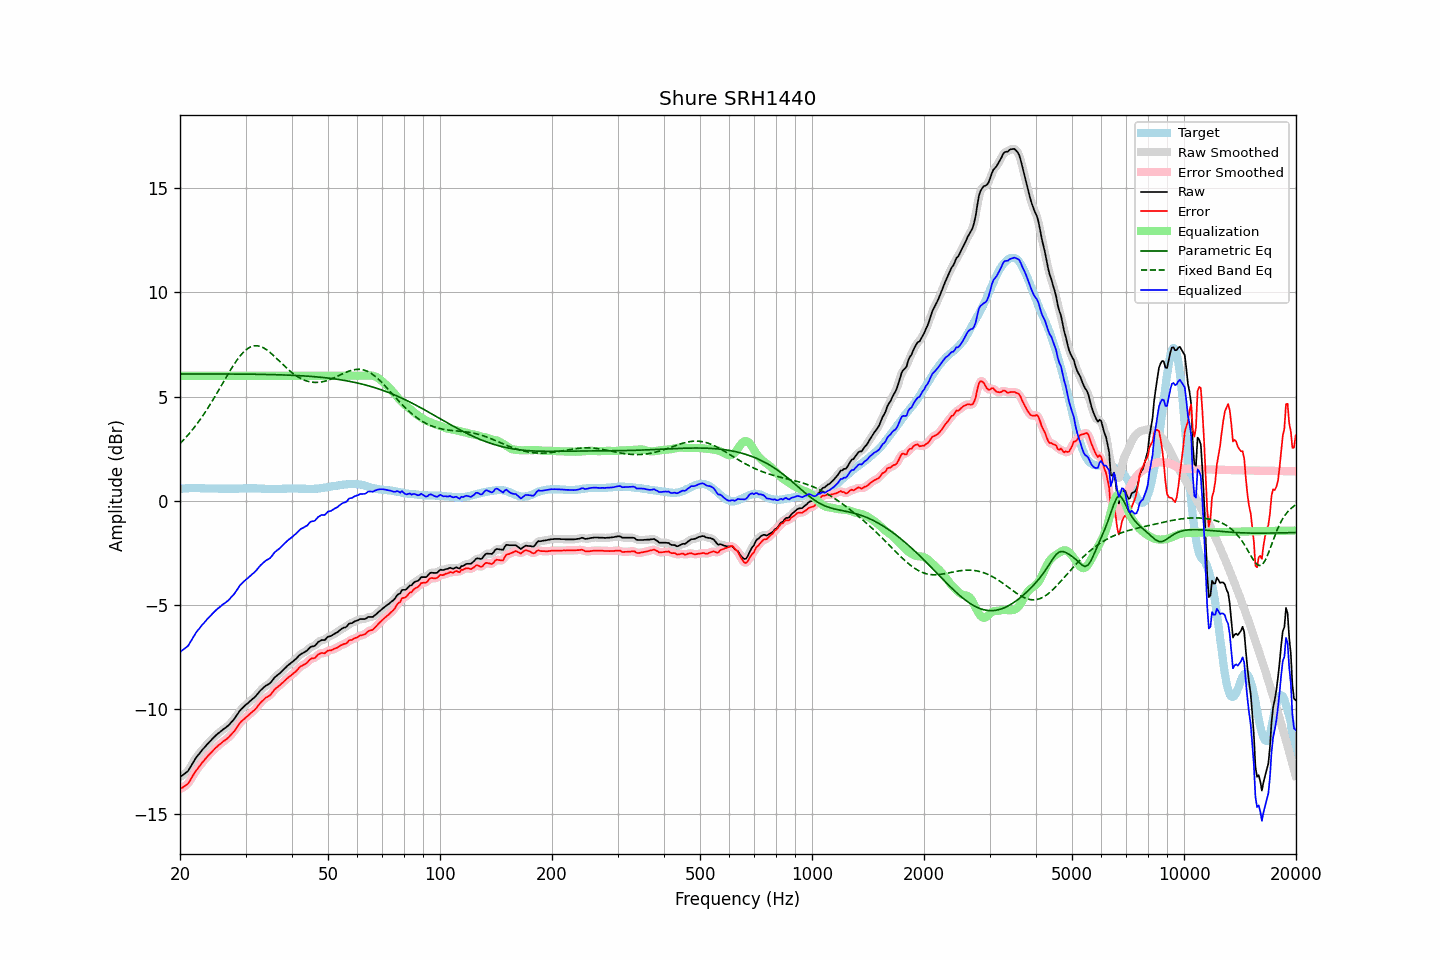 Shure SRH1440
Target
Raw Smoothed
Error Smoothed
Raw
Error
Equalization
Parametric Eq
Fixed Band Eq
Equalized
15
10
5
0
−5
−10
−15
Amplitude (dBr)
20 50 100 200 500 1000 2000 5000 10000 20000
Frequency (Hz)